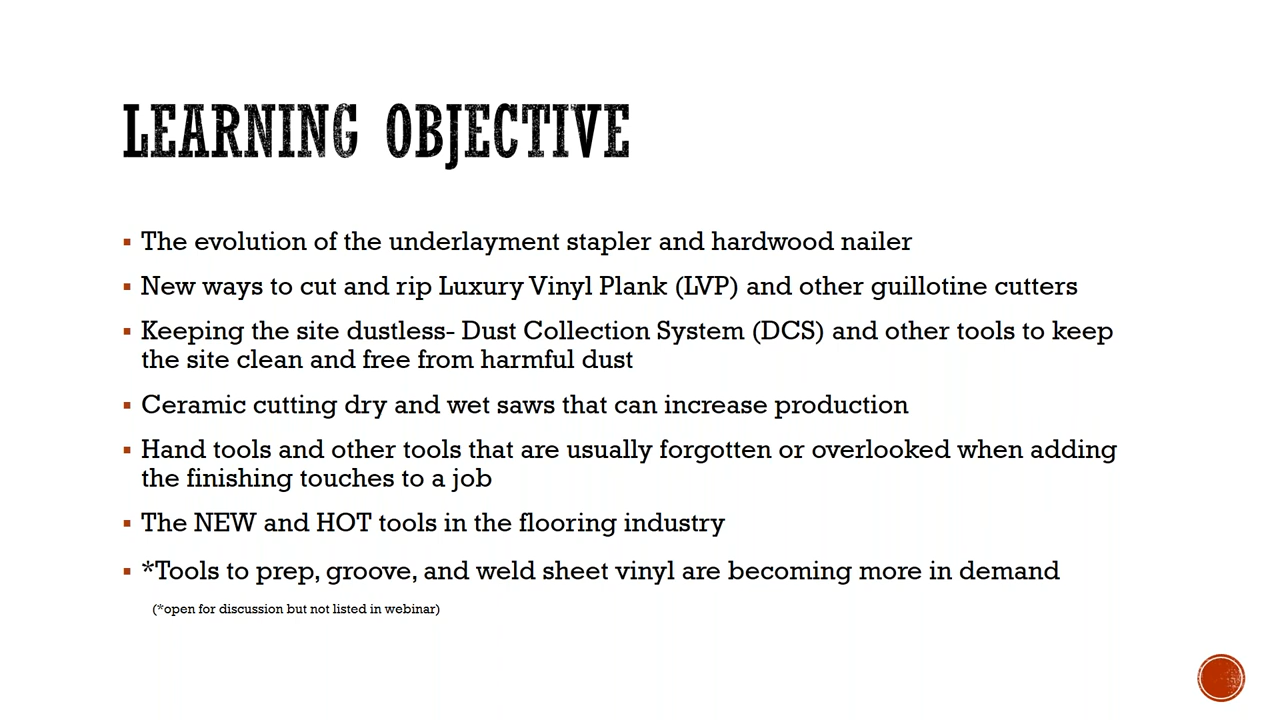 LEARNING OBJECTIVE
▪ The evolution of the underlayment stapler and hardwood nailer
▪ New ways to cut and rip Luxury Vinyl Plank (LVP) and other guillotine cutters
▪ Keeping the site dustless- Dust Collection System (DCS) and other tools to keep
the site clean and free from harmful dust
▪ Ceramic cutting dry and wet saws that can increase production
▪ Hand tools and other tools that are usually forgotten or overlooked when adding
the finishing touches to a job
▪ The NEW and HOT tools in the flooring industry
▪ *Tools to prep, groove, and weld sheet vinyl are becoming more in demand
(*open for discussion but not listed in webinar)